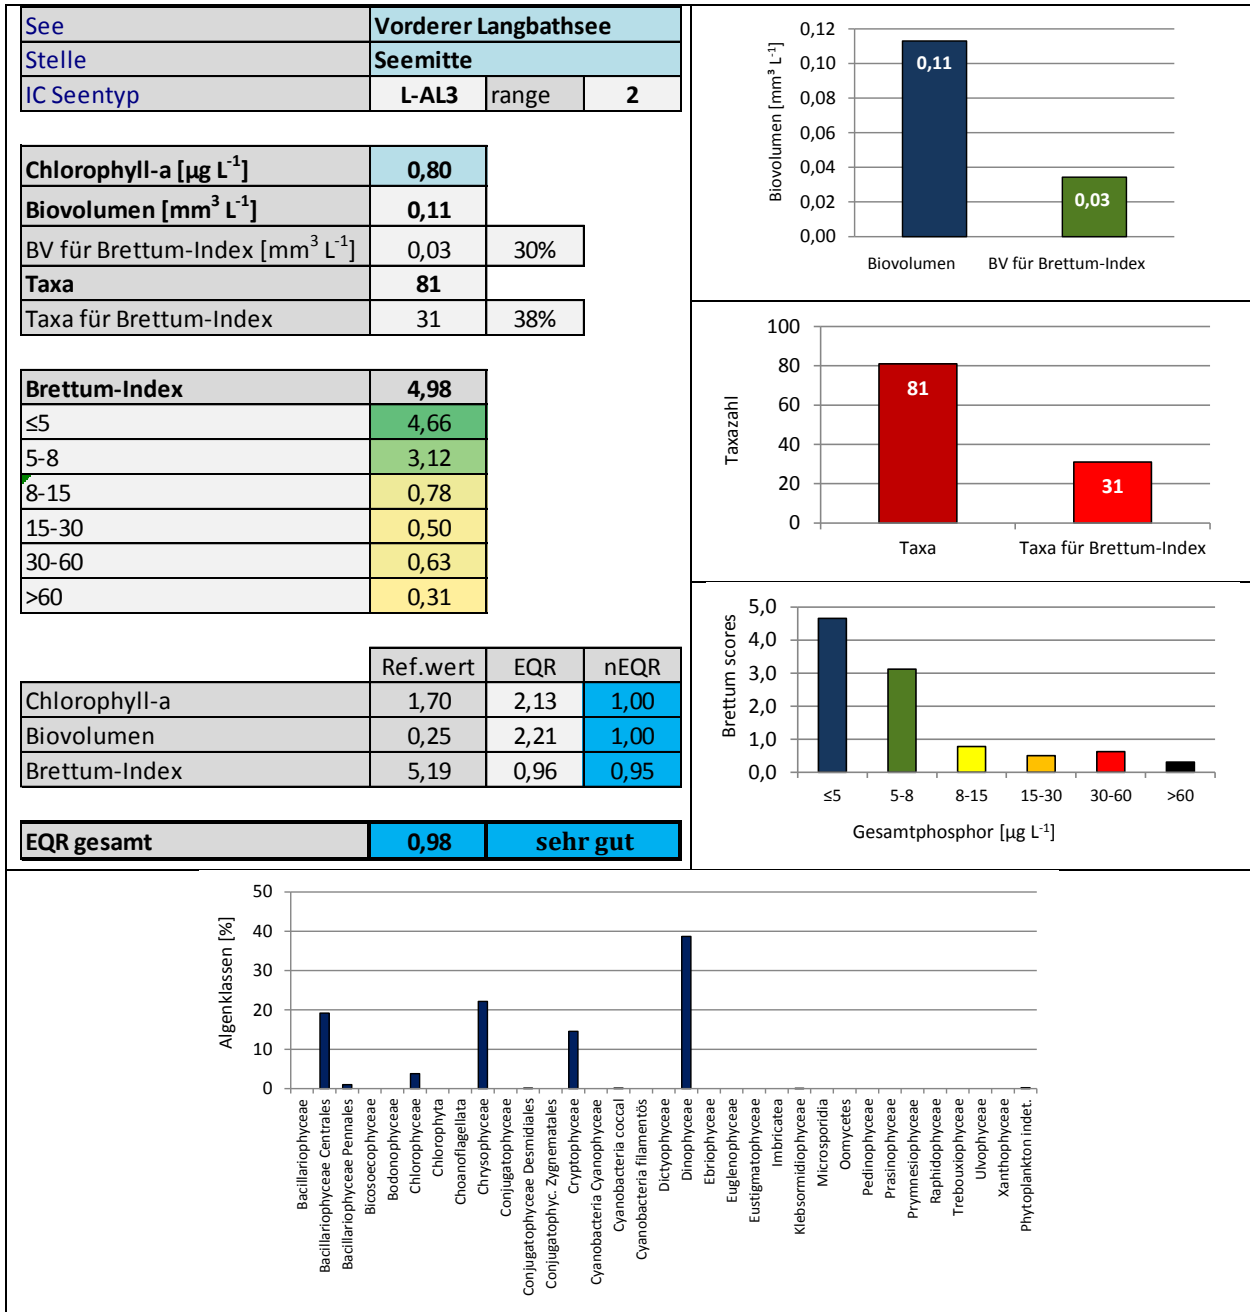 See Vorderer Langbathsee
Stelle Seemitte
IC Seentyp L-AL3 range 2
Chlorophyll-a [µg L⁻¹] 0,80
Biovolumen [mm³ L⁻¹] 0,11
BV für Brettum-Index [mm³ L⁻¹] 0,03 30%
Taxa 81
Taxa für Brettum-Index 31 38%
Brettum-Index 4,98
≤5 4,66
5-8 3,12
8-15 0,78
15-30 0,50
30-60 0,63
>60 0,31
Ref.wert EQR nEQR
Chlorophyll-a 1,70 2,13 1,00
Biovolumen 0,25 2,21 1,00
Brettum-Index 5,19 0,96 0,95
EQR gesamt 0,98 sehr gut
Biovolumen [mm³ L⁻¹]
0,12
0,10
0,08
0,06
0,04
0,02
0,00
0,11
0,03
Biovolumen BV für Brettum-Index
Taxazahl
100
80
60
40
20
0
81
31
Taxa Taxa für Brettum-Index
Brettum scores
5,0
4,0
3,0
2,0
1,0
0,0
≤5 5-8 8-15 15-30 30-60 >60
Gesamtphosphor [µg L⁻¹]
Algenklassen [%]
50
40
30
20
10
0
Bacillariophyceae
Bacillariophyceae Centrales
Bacillariophyceae Pennales
Bicosoecophyceae
Bodonophyceae
Chlorophyceae
Chlorophyta
Choanoflagellata
Chrysophyceae
Conjugatophyceae
Conjugatophyceae Desmidiales
Conjugatophyc. Zygnematales
Cryptophyceae
Cyanobacteria Cyanophyceae
Cyanobacteria coccal
Cyanobacteria filamentös
Dictyophyceae
Dinophyceae
Ebriophyceae
Euglenophyceae
Eustigmatophyceae
Imbricatea
Klebsormidiophyceae
Microsporidia
Oomycetes
Pedinophyceae
Prasinophyceae
Prymnesiophyceae
Raphidophyceae
Trebouxiophyceae
Ulvophyceae
Xanthophyceae
Phytoplankton indet.